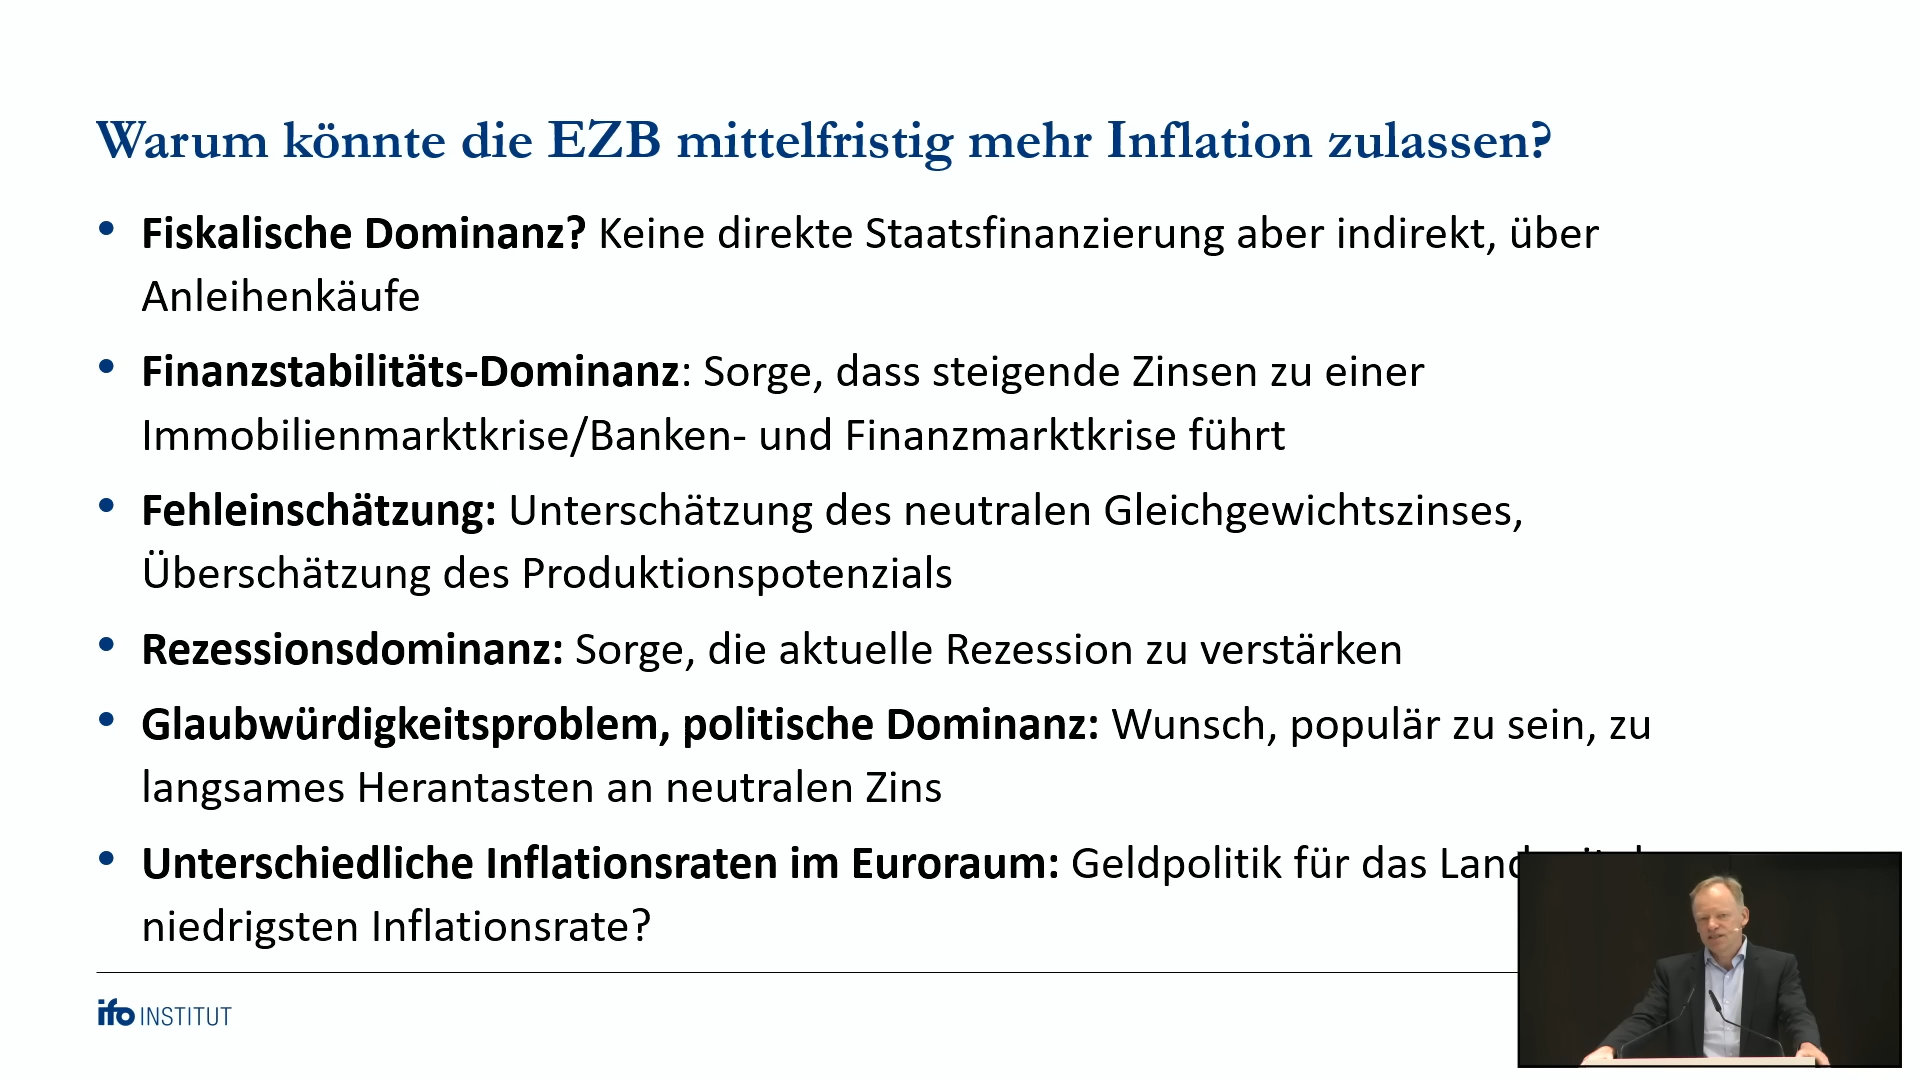 Warum könnte die EZB mittelfristig mehr Inflation zulassen?
• Fiskalische Dominanz? Keine direkte Staatsfinanzierung aber indirekt, über
Anleihenkäufe
• Finanzstabilitäts-Dominanz: Sorge, dass steigende Zinsen zu einer
Immobilienmarktkrise/Banken- und Finanzmarktkrise führt
• Fehleinschätzung: Unterschätzung des neutralen Gleichgewichtszinses,
Überschätzung des Produktionspotenzials
• Rezessionsdominanz: Sorge, die aktuelle Rezession zu verstärken
• Glaubwürdigkeitsproblem, politische Dominanz: Wunsch, populär zu sein, zu
langsames Herantasten an neutralen Zins
• Unterschiedliche Inflationsraten im Euroraum: Geldpolitik für das Land
niedrigsten Inflationsrate?
ifo INSTITUT